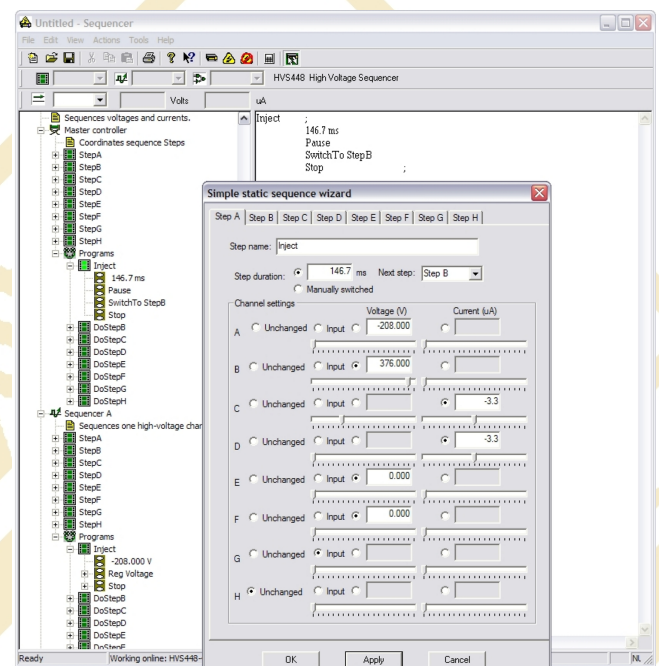 Untitled - Sequencer
File Edit View Actions Tools Help
HVS448 High Voltage Sequencer
Volts uA
Sequences voltages and currents.
Master controller
Coordinates sequence Steps
StepA
StepB
StepC
StepD
StepE
StepF
StepG
StepH
Programs
Inject
146.7 ms
Pause
SwitchTo StepB
Stop
DoStepB
DoStepC
DoStepD
DoStepE
DoStepF
DoStepG
DoStepH
Sequencer A
Sequences one high-voltage char
StepA
StepB
StepC
StepD
StepE
StepF
StepG
StepH
Programs
Inject
-208.000 V
Reg Voltage
Stop
DoStepB
DoStepC
DoStepD
DoStepE
DoStepF
Inject ;
146.7 ms
Pause
SwitchTo StepB
Stop ;
Simple static sequence wizard
Step A Step B Step C Step D Step E Step F Step G Step H
Step name: Inject
Step duration: 146.7 ms Next step: Step B
Manually switched
Channel settings
Voltage (V) Current (uA)
A Unchanged Input -208.000
B Unchanged Input 376.000
C Unchanged Input -3.3
D Unchanged Input -3.3
E Unchanged Input 0.000
F Unchanged Input 0.000
G Unchanged Input
H Unchanged Input
OK Apply Cancel
Ready Working online: HVS448- NL